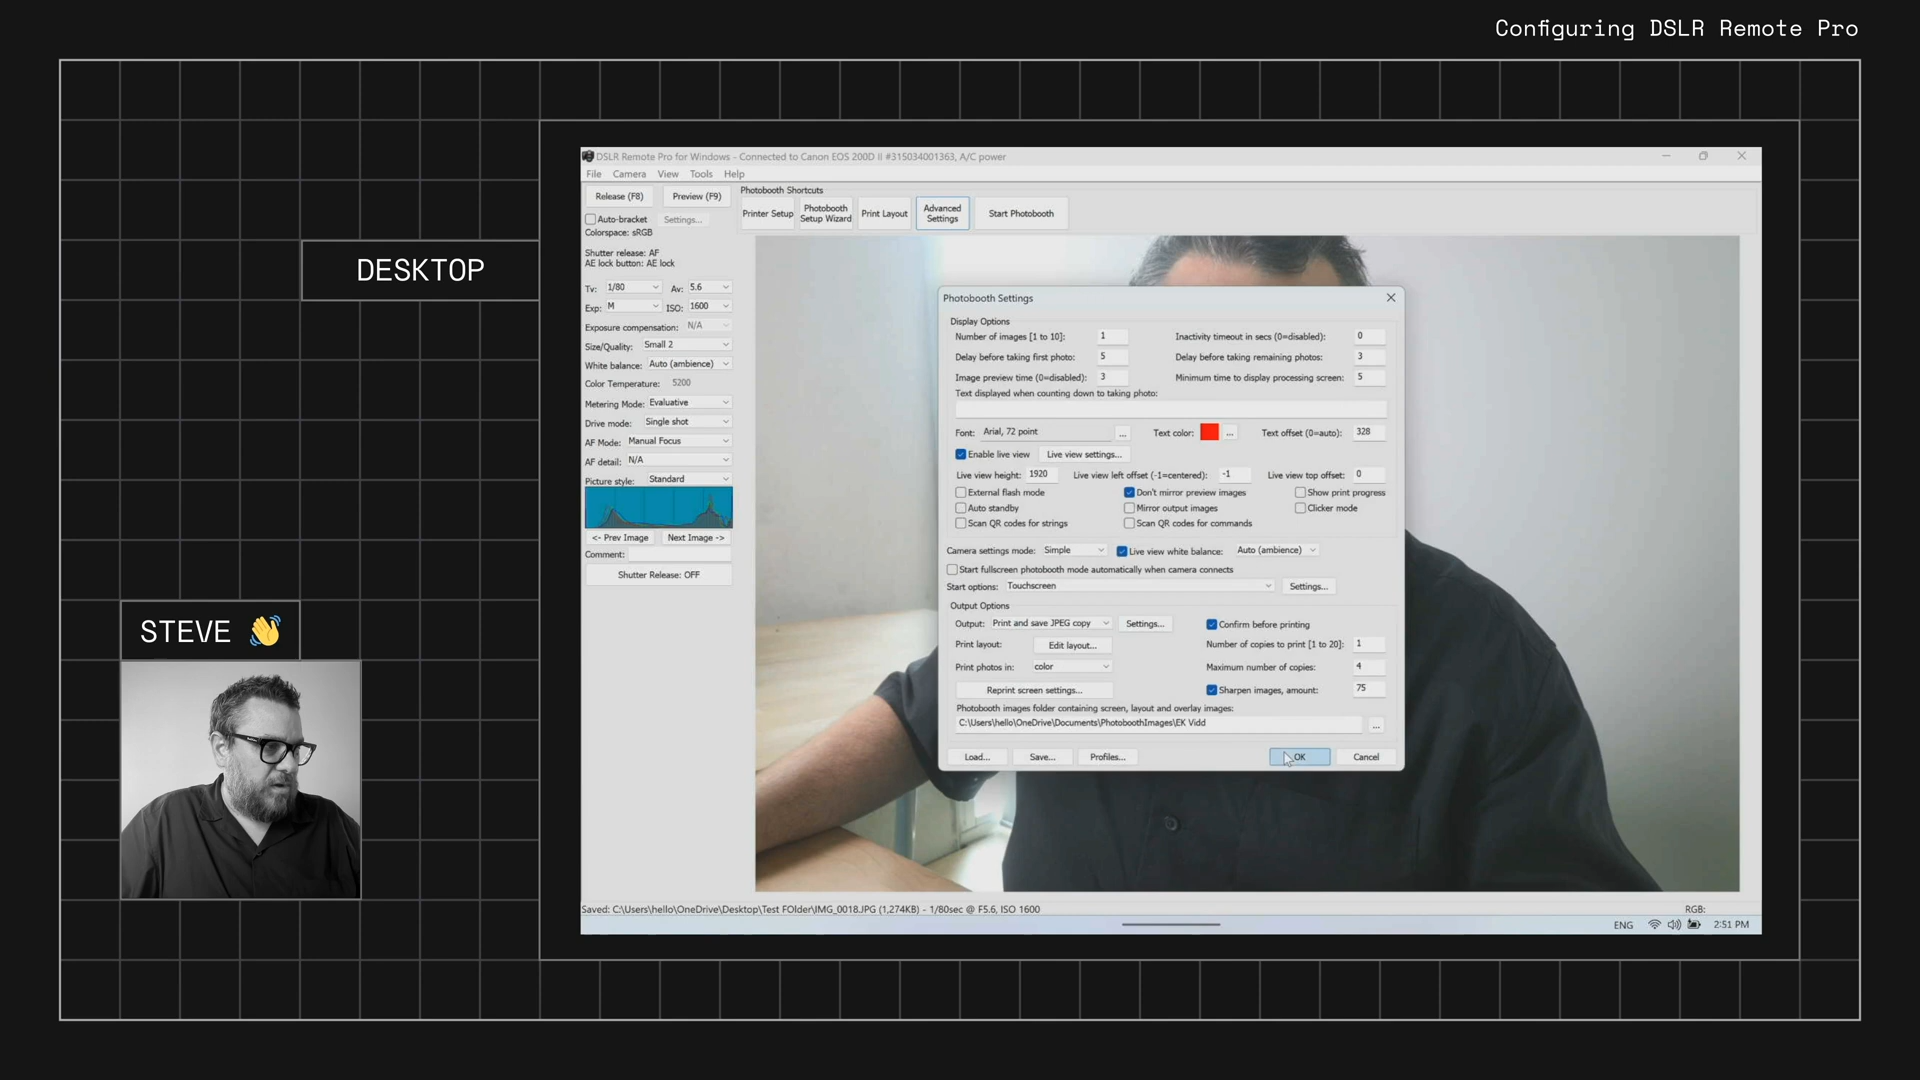 Configuring DSLR Remote Pro
DESKTOP
STEVE 👋
DSLR Remote Pro for Windows - Connected to Canon EOS 200D II #315034001363, A/C power
File Camera View Tools Help
Release (F8) Preview (F9)
Auto-bracket Settings...
Colorspace: sRGB
Shutter release: AF
AE lock button: AE lock
Tv: 1/80 Av: 5.6
Exp: M ISO: 1600
Exposure compensation: N/A
Size/Quality: Small 2
White balance: Auto (ambience)
Color Temperature: 5200
Metering Mode: Evaluative
Drive mode: Single shot
AF Mode: Manual Focus
AF detail: N/A
Picture style: Standard
<- Prev Image Next Image ->
Comment:
Shutter Release: OFF
Photobooth Shortcuts
Printer Setup
Photobooth
Setup Wizard
Print Layout
Advanced
Settings
Start Photobooth
Photobooth Settings
Display Options
Number of images [1 to 10]: 1 Inactivity timeout in secs (0=disabled): 0
Delay before taking first photo: 5 Delay before taking remaining photos: 3
Image preview time (0=disabled): 3 Minimum time to display processing screen: 5
Text displayed when counting down to taking photo:
Font: Arial, 72 point ... Text color: ... Text offset (0=auto): 328
Enable live view Live view settings...
Live view height: 1920 Live view left offset (-1=centered): -1 Live view top offset: 0
External flash mode Don't mirror preview images Show print progress
Auto standby Mirror output images Clicker mode
Scan QR codes for strings Scan QR codes for commands
Camera settings mode: Simple Live view white balance: Auto (ambience)
Start fullscreen photobooth mode automatically when camera connects
Start options: Touchscreen Settings...
Output Options
Output: Print and save JPEG copy Settings... Confirm before printing
Print layout: Edit layout... Number of copies to print [1 to 20]: 1
Print photos in: color Maximum number of copies: 4
Reprint screen settings... Sharpen images, amount: 75
Photobooth images folder containing screen, layout and overlay images:
C:\Users\hello\OneDrive\Documents\PhotoboothImages\EK Vidd ...
Load... Save... Profiles... OK Cancel
Saved: C:\Users\hello\OneDrive\Desktop\Test FOlder\IMG_0018.JPG (1,274KB) - 1/80sec @ F5.6, ISO 1600 RGB:
ENG 2:51 PM